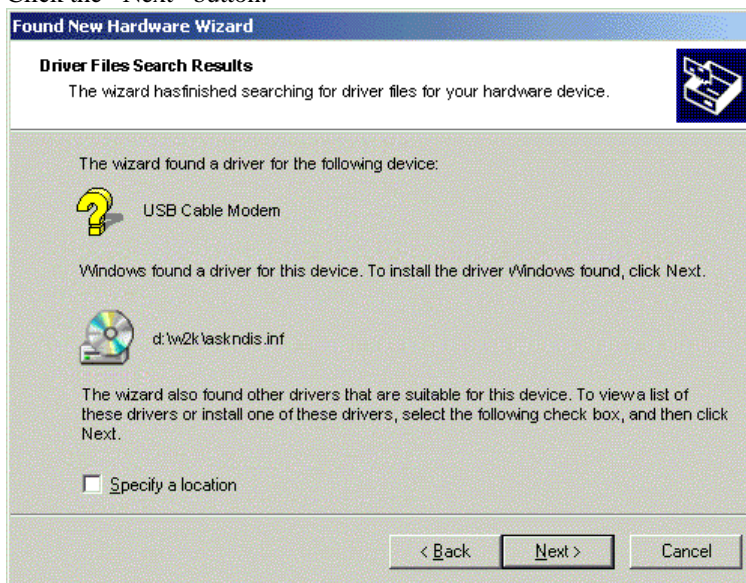 Click the "Next" button.
Found New Hardware Wizard
Driver Files Search Results
The wizard hasfinished searching for driver files for your hardware device.
The wizard found a driver for the following device:
USB Cable Modem
Windows found a driver for this device. To install the driver Windows found, click Next.
d:\w2k\askndis.inf
The wizard also found other drivers that are suitable for this device. To view a list of
these drivers or install one of these drivers, select the following check box, and then click
Next.
Specify a location
< Back Next > Cancel